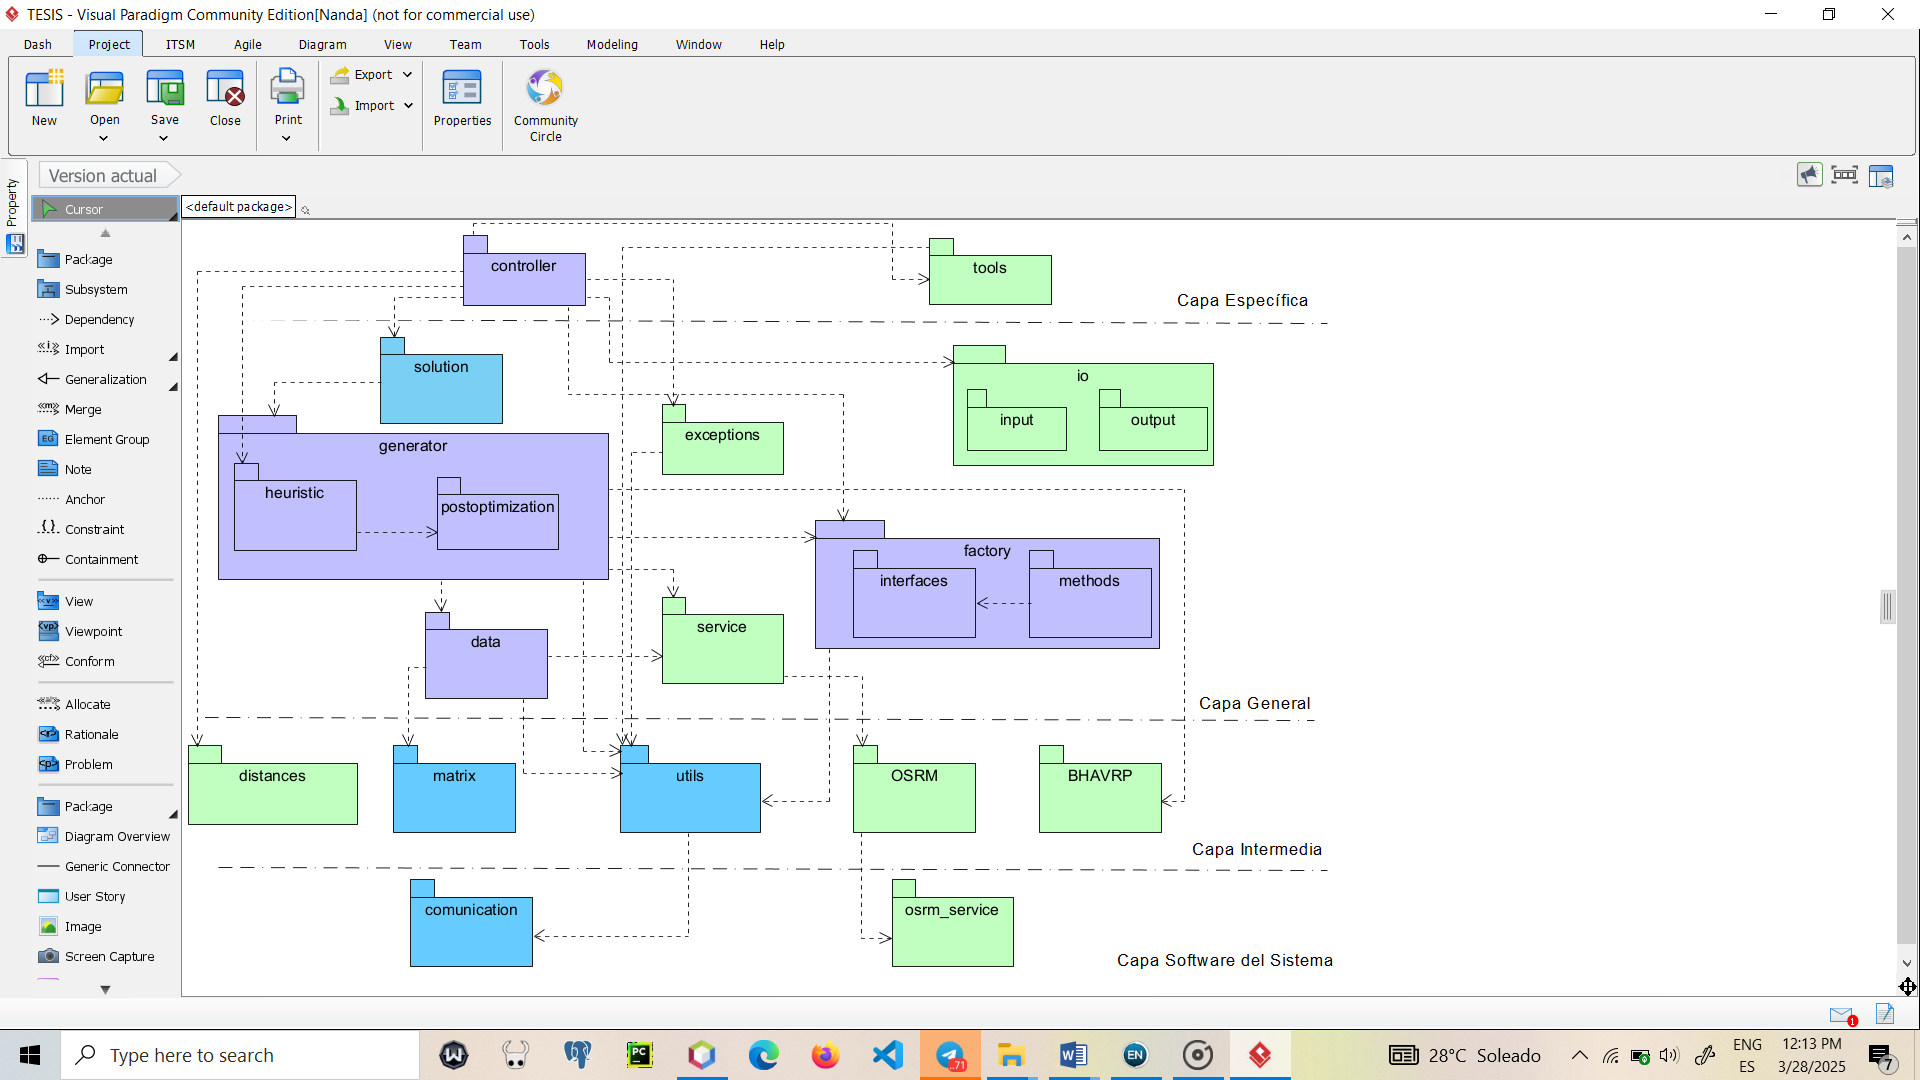 TESIS - Visual Paradigm Community Edition[Nanda] (not for commercial use)
Dash Project ITSM Agile Diagram View Team Tools Modeling Window Help
New
Open
Save
Close
Print
Export
Import
Properties
Community
Circle
Property
Version actual
Cursor
<default package>
Package
Subsystem
Dependency
Import
Generalization
Merge
Element Group
Note
Anchor
Constraint
Containment
View
Viewpoint
Conform
Allocate
Rationale
Problem
Package
Diagram Overview
Generic Connector
User Story
Image
Screen Capture
controller
tools
Capa Específica
solution
io
input
output
exceptions
generator
heuristic
postoptimization
factory
interfaces
methods
service
data
Capa General
distances
matrix
utils
OSRM
BHAVRP
Capa Intermedia
comunication
osrm_service
Capa Software del Sistema
1
Type here to search
PC
..71
EN
28°C Soleado
ENG
ES
12:13 PM
3/28/2025
7